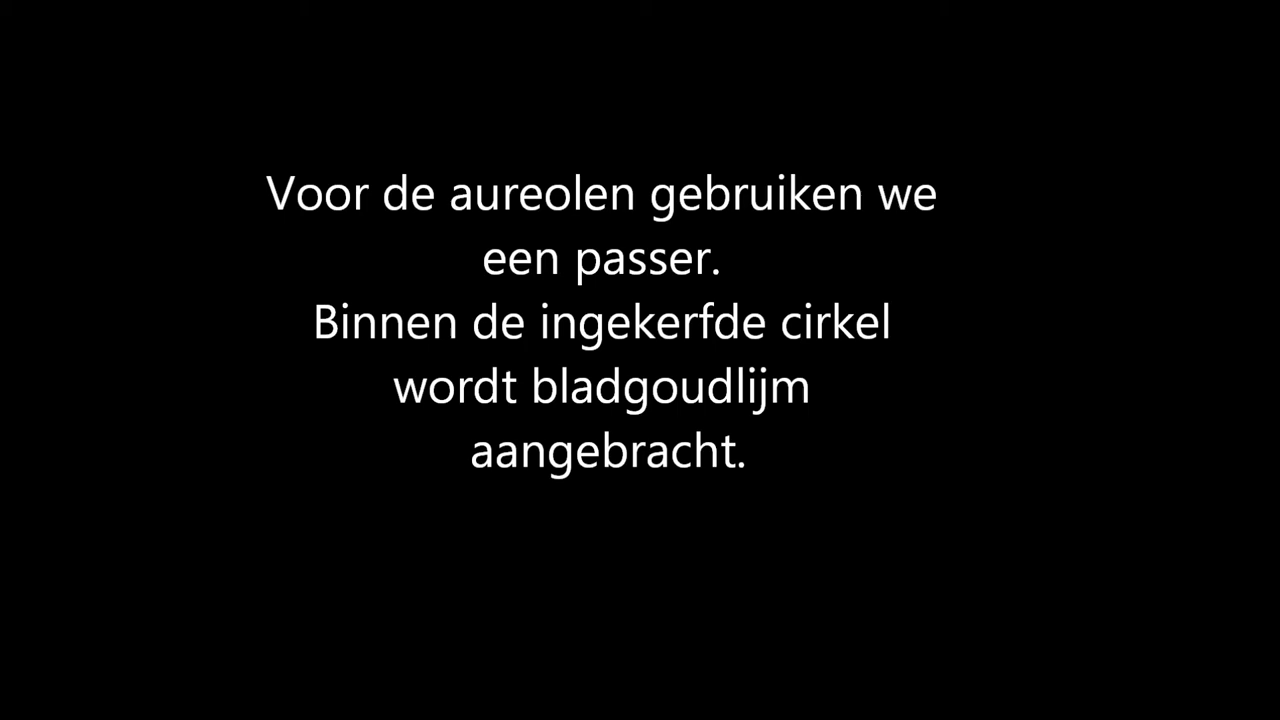 Voor de aureolen gebruiken we
een passer.
Binnen de ingekerfde cirkel
wordt bladgoudlijm
aangebracht.